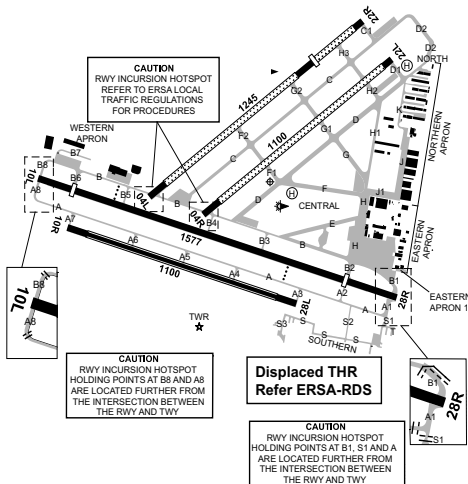 22R
C1
D2
D2
NORTH
H3
22L
D1
H
CAUTION
RWY INCURSION HOTSPOT
REFER TO ERSA LOCAL
TRAFFIC REGULATIONS
FOR PROCEDURES
G2
C
H2
K
NORTHERN
APRON
WESTERN
APRON
1245
1100
D
F2
G1
H1
J
G
B7
B8
B6
C
F1
F
J1
H
10L
A8
B5
04L
B
04R
B4
D
H
CENTRAL
E
EASTERN
APRON
A
A7
10R
1577
B3
B
H
A6
A5
A4
A
B2
B1
1100
A3
28L
A2
A
A1
28R
EASTERN
APRON 1
S1
T
B8
10L
A8
TWR
S3
S
S
S2
S
SOUTHERN
CAUTION
RWY INCURSION HOTSPOT
HOLDING POINTS AT B8 AND A8
ARE LOCATED FURTHER FROM
THE INTERSECTION BETWEEN
THE RWY AND TWY
Displaced THR
Refer ERSA-RDS
B1
28R
A1
S1
CAUTION
RWY INCURSION HOTSPOT
HOLDING POINTS AT B1, S1 AND A
ARE LOCATED FURTHER FROM
THE INTERSECTION BETWEEN
THE RWY AND TWY